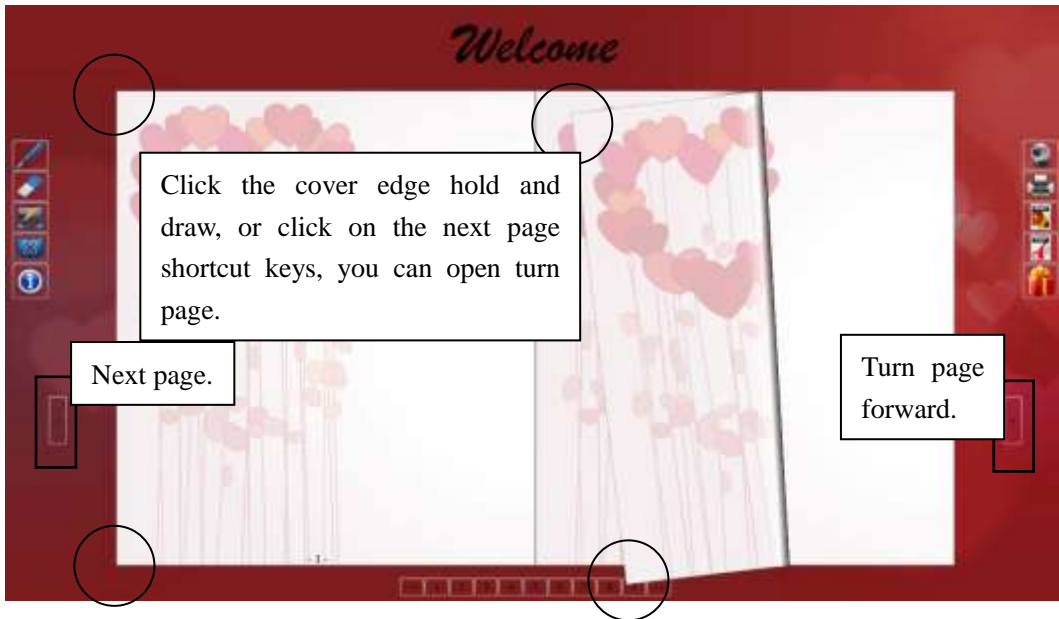 Welcome
Click the cover edge hold and
draw, or click on the next page
shortcut keys, you can open turn
page.
Next page.
Turn page
forward.